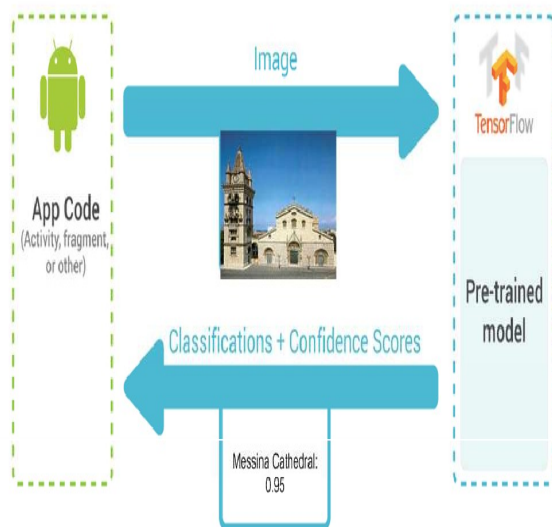 Image
TensorFlow
App Code
(Activity, fragment,
or other)
Pre-trained
model
Classifications + Confidence Scores
Messina Cathedral:
0.95